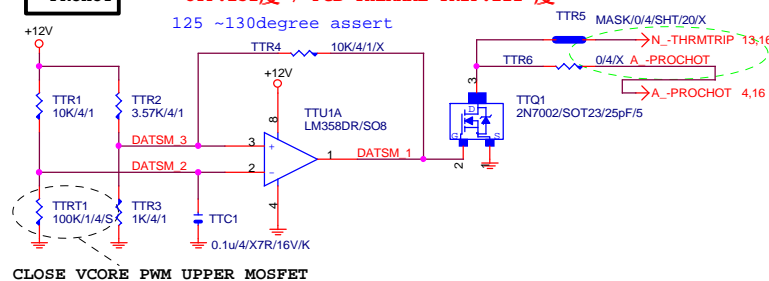 125 ~130degree assert
+12V
TTR1
10K/4/1
TTR2
3.57K/4/1
TTR4
10K/4/1/X
+12V
TTU1A
LM358DR/SO8
8
DATSM_3
3
+
DATSM_2
2
1
DATSM_1
4
TTRT1
100K/1/4/S
TTR3
1K/4/1
TTC1
0.1u/4/X7R/16V/K
CLOSE VCORE PWM UPPER MOSFET
TTR5
MASK/0/4/SHT/20/X
N_-THRMTRIP 13,16
TTR6
0/4/X
A_-PROCHOT
A_-PROCHOT 4,16
3
D
G
S
2
TTQ1
2N7002/SOT23/25pF/5